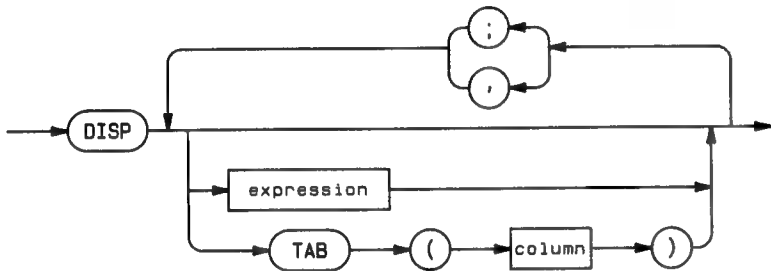 ;
,
DISP
expression
TAB ( column )